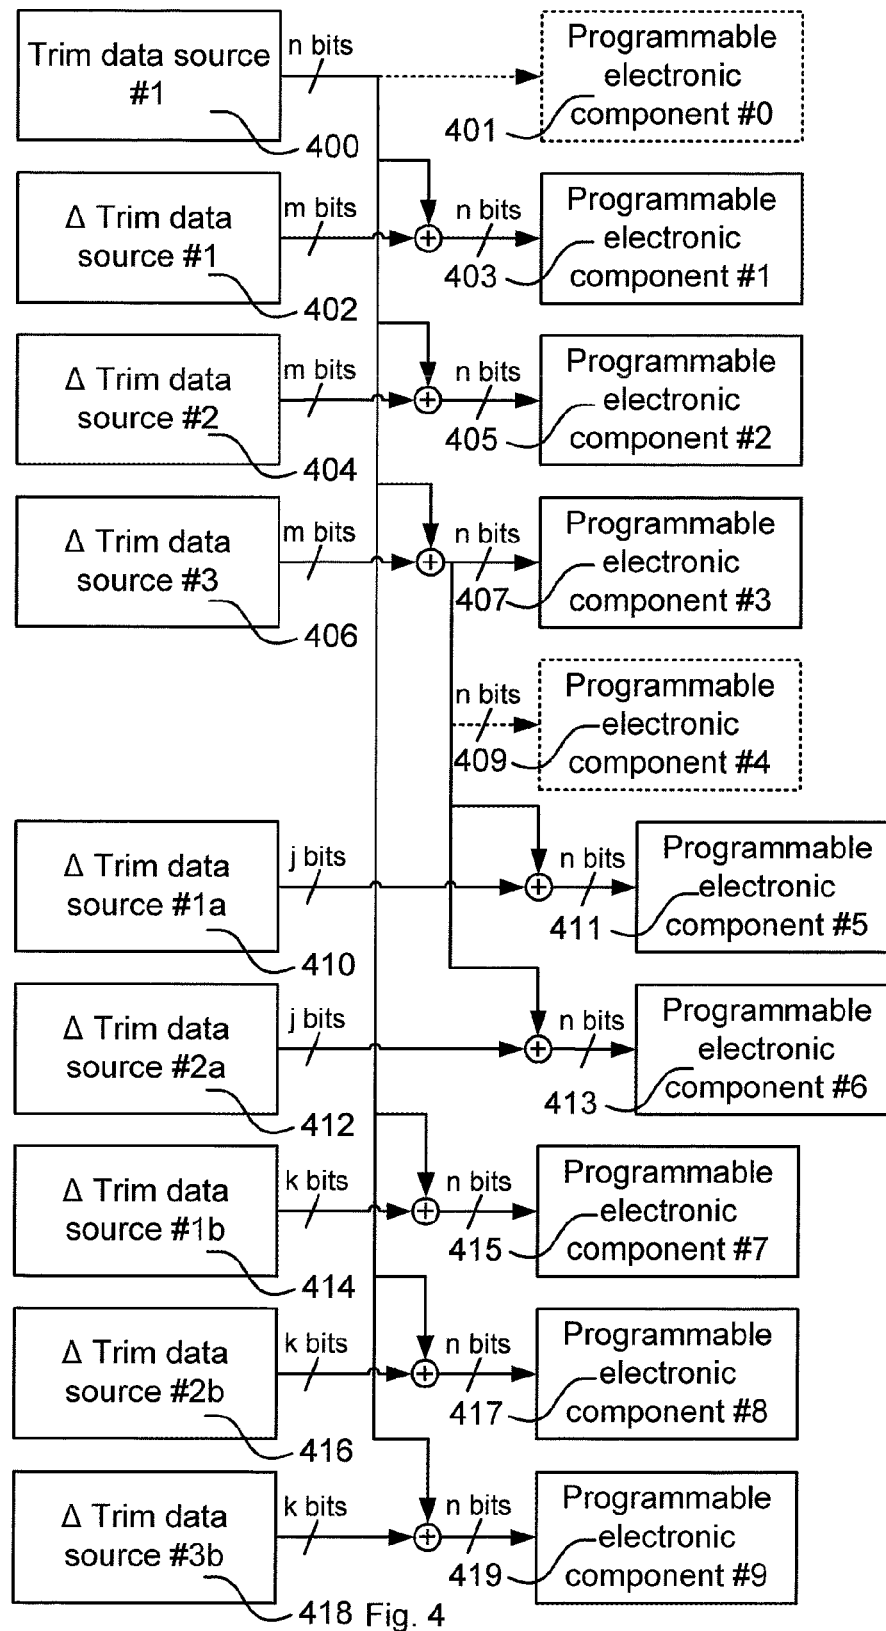 Trim data source
#1
n bits
400
Programmable
electronic
component #0
401
Δ Trim data
source #1
m bits
402
n bits
403
Programmable
electronic
component #1
Δ Trim data
source #2
m bits
404
n bits
405
Programmable
electronic
component #2
Δ Trim data
source #3
m bits
406
n bits
407
Programmable
electronic
component #3
n bits
409
Programmable
electronic
component #4
Δ Trim data
source #1a
j bits
410
n bits
411
Programmable
electronic
component #5
Δ Trim data
source #2a
j bits
412
n bits
413
Programmable
electronic
component #6
Δ Trim data
source #1b
k bits
414
n bits
415
Programmable
electronic
component #7
Δ Trim data
source #2b
k bits
416
n bits
417
Programmable
electronic
component #8
Δ Trim data
source #3b
k bits
418
n bits
419
Programmable
electronic
component #9
Fig. 4